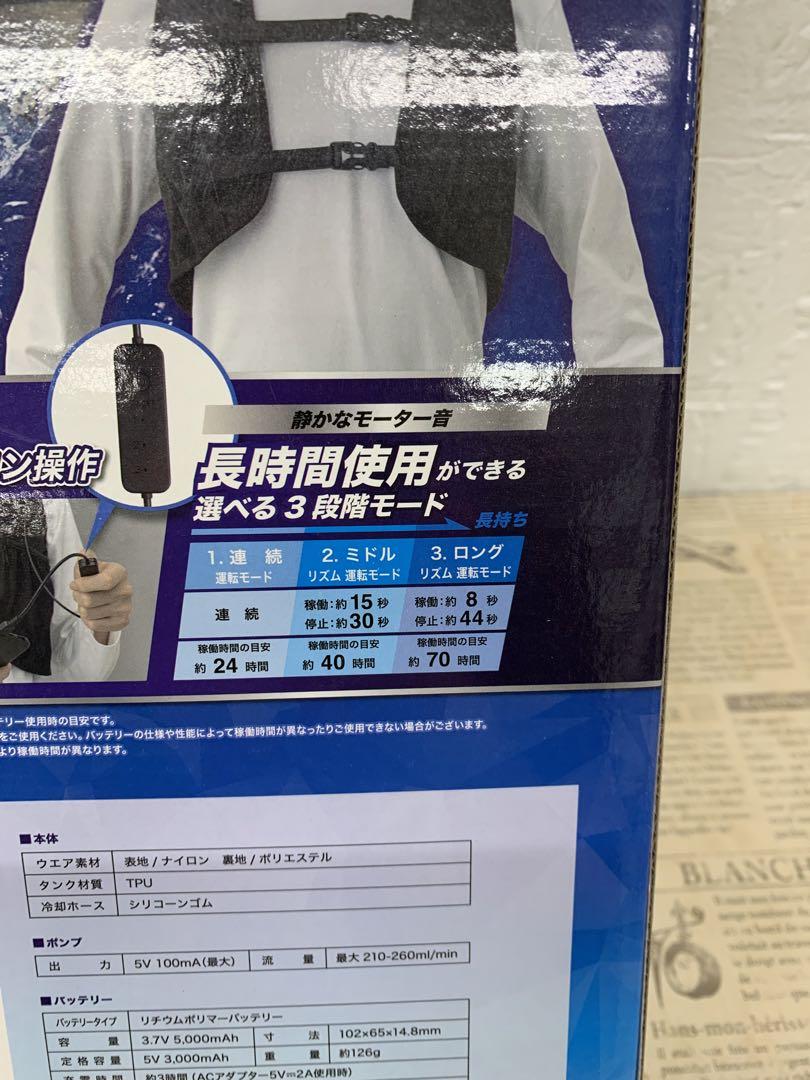 静かなモーター音
ン操作
長時間使用ができる
選べる3段階モード
長持ち
1. 連 続 運転モード
2. ミドル リズム 運転モード
3. ロング リズム 運転モード
連 続
稼働:約 15 秒
停止:約 30 秒
稼働:約 8 秒
停止:約 44 秒
稼働時間の目安 約 24 時間
稼働時間の目安 約 40 時間
稼働時間の目安 約 70 時間
テリー使用時の目安です。
をご使用ください。バッテリーの仕様や性能によって稼働時間が異なったりご使用できない場合がございます。
より稼働時間が異なります。
■本体
ウエア素材 表地 / ナイロン 裏地 / ポリエステル
タンク材質 TPU
冷却ホース シリコーンゴム
■ポンプ
出 力 5V 100mA(最大) 流 量 最大 210-260ml/min
■バッテリー
バッテリータイプ リチウムポリマーバッテリー
容 量 3.7V 5,000mAh 寸 法 102×65×14.8mm
定格容量 5V 3,000mAh 重 量 約126g
充電時間 約3時間 (ACアダプター5V⎓2A使用時)
BLANCH